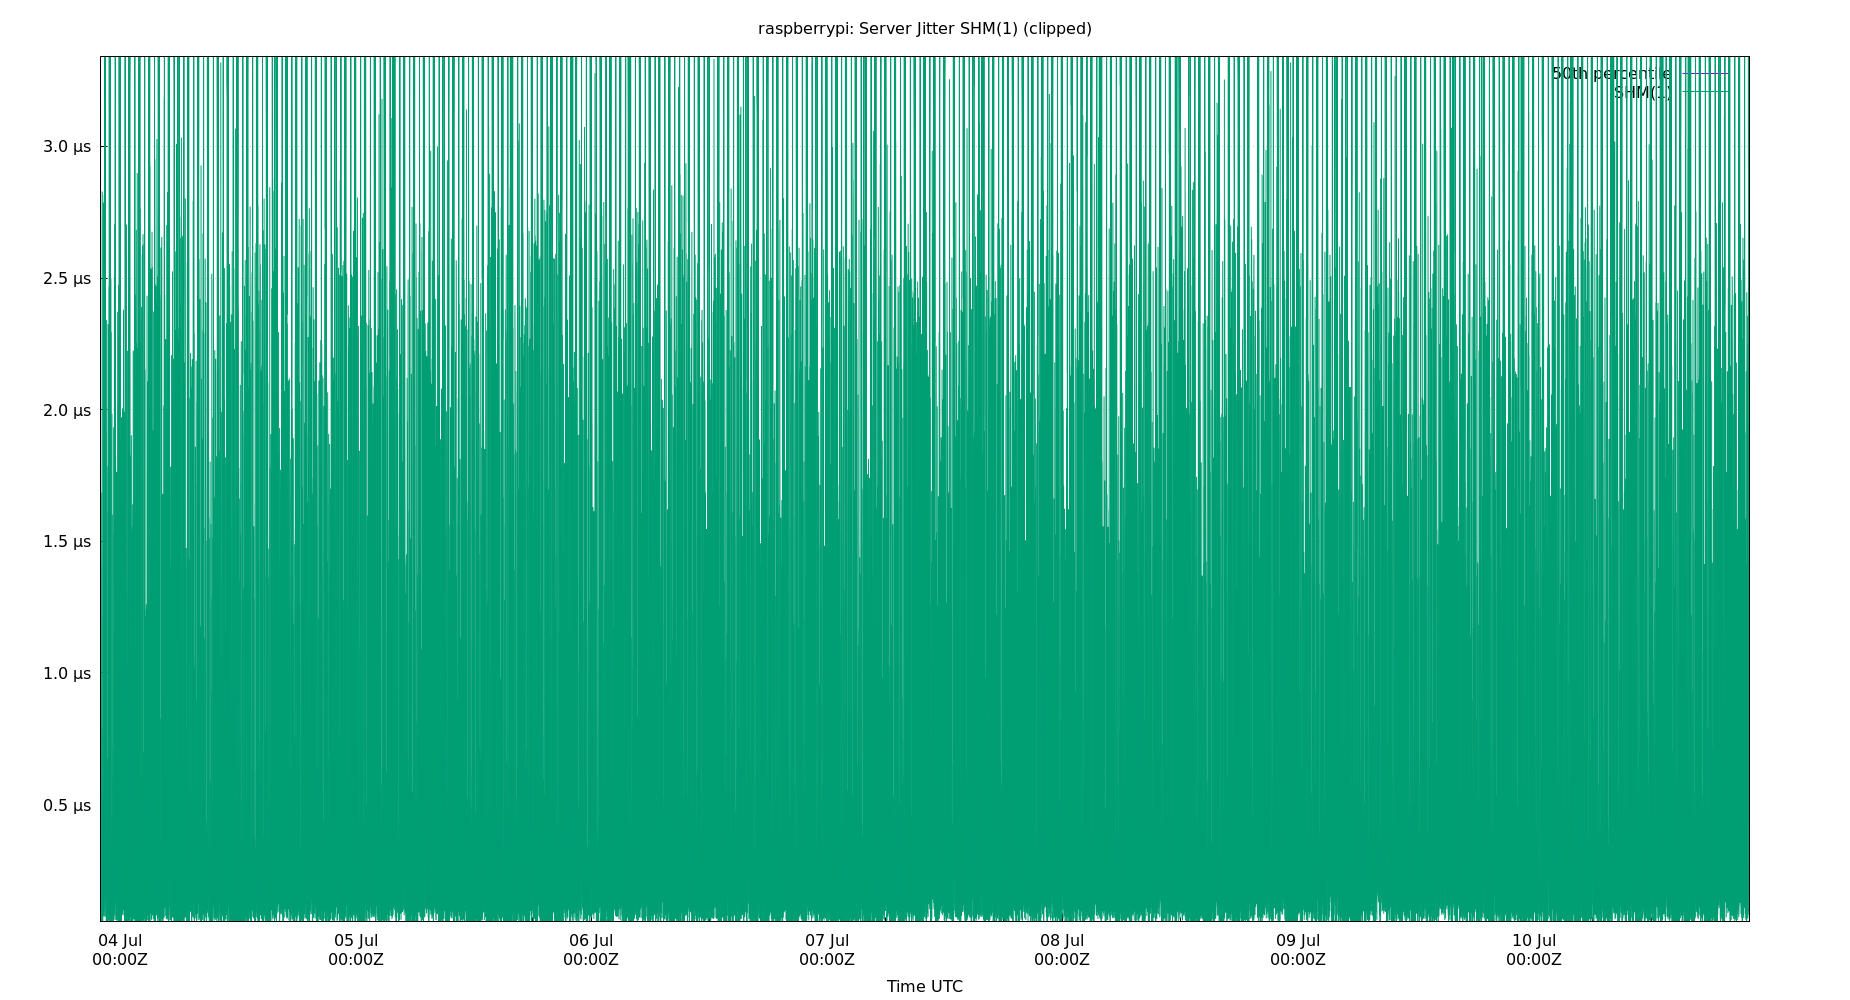 raspberrypi: Server Jitter SHM(1) (clipped)
50th percentile
SHM(1)
3.0 µs
2.5 µs
2.0 µs
1.5 µs
1.0 µs
0.5 µs
04 Jul 05 Jul 06 Jul 07 Jul 08 Jul 09 Jul 10 Jul
00:00Z 00:00Z 00:00Z 00:00Z 00:00Z 00:00Z 00:00Z
Time UTC